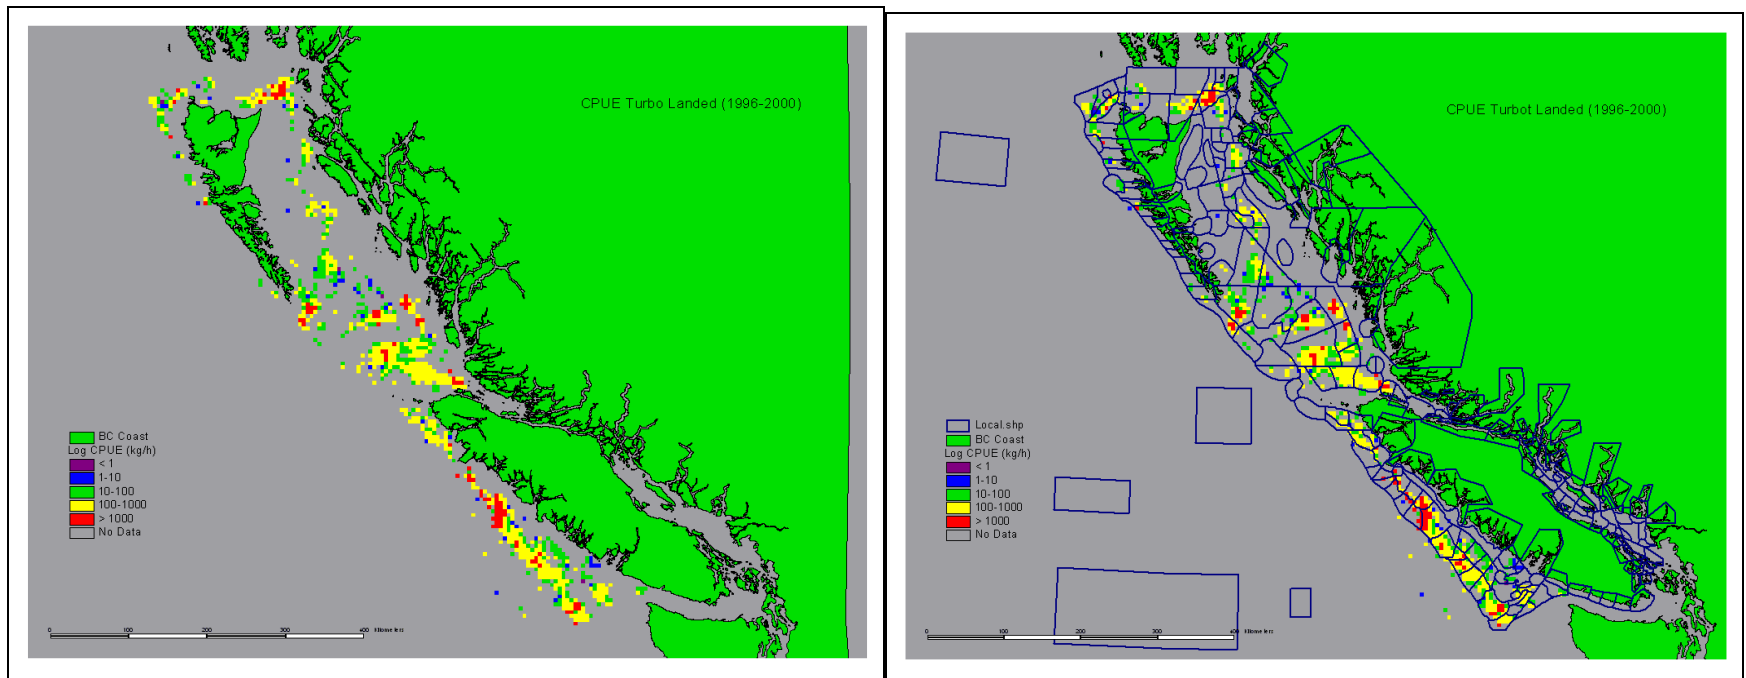 CPUE Turbo Landed (1996-2000)
BC Coast
Log CPUE (kg/h)
< 1
1-10
10-100
100-1000
> 1000
No Data
0 100 200 300 400 Kilometers
CPUE Turbot Landed (1996-2000)
Local.shp
BC Coast
Log CPUE (kg/h)
< 1
1-10
10-100
100-1000
> 1000
No Data
0 100 200 300 400 Kilometers